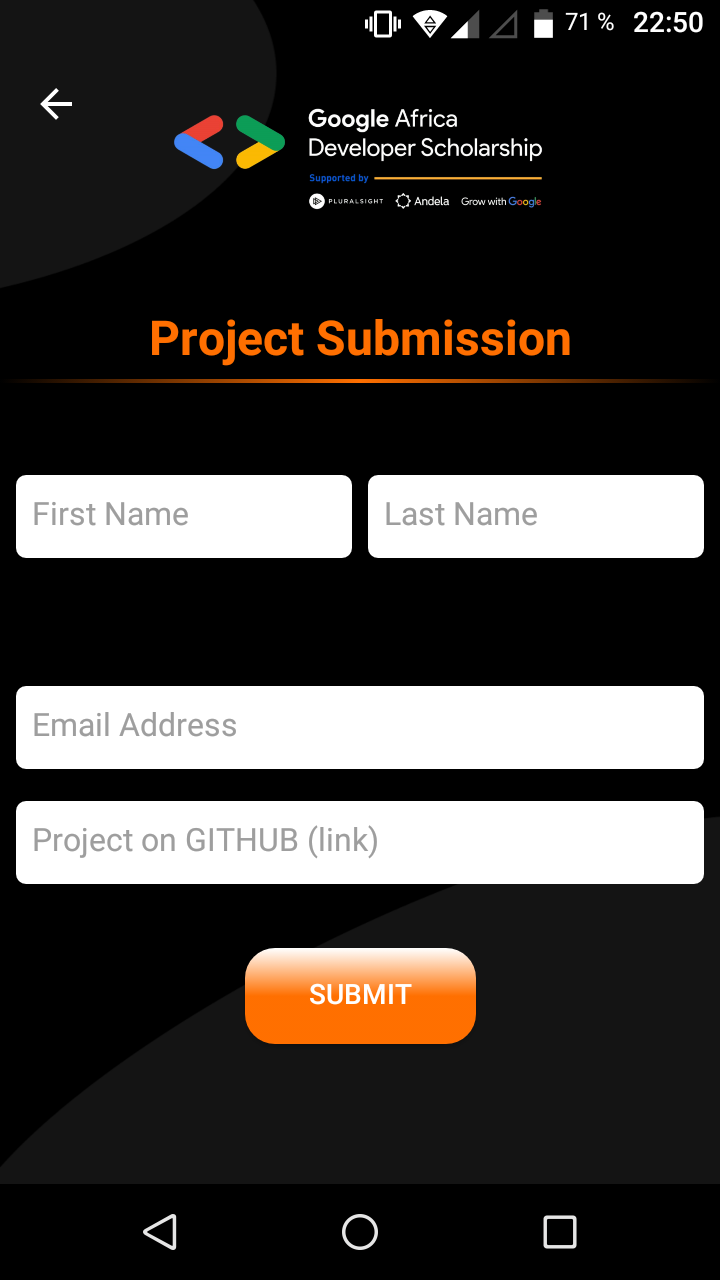 71 % 22:50
Google Africa
Developer Scholarship
Supported by
PLURALSIGHT Andela Grow with Google
Project Submission
First Name Last Name
Email Address
Project on GITHUB (link)
SUBMIT